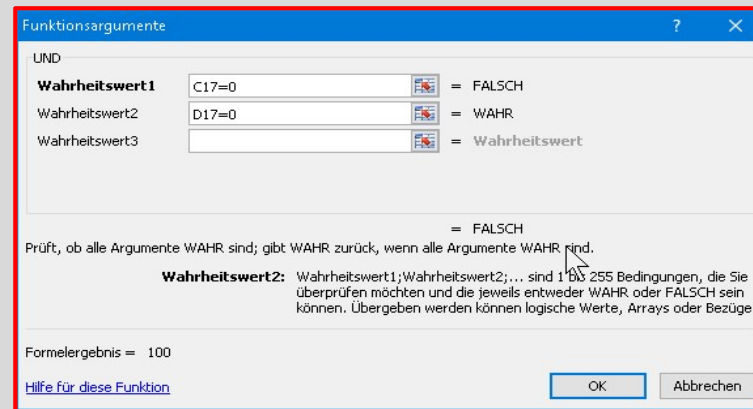 Funktionsargumente ? ×
UND
Wahrheitswert1 C17=0 = FALSCH
Wahrheitswert2 D17=0 = WAHR
Wahrheitswert3 = Wahrheitswert
= FALSCH
Prüft, ob alle Argumente WAHR sind; gibt WAHR zurück, wenn alle Argumente WAHR sind.
Wahrheitswert2: Wahrheitswert1;Wahrheitswert2;... sind 1 bis 255 Bedingungen, die Sie
überprüfen möchten und die jeweils entweder WAHR oder FALSCH sein
können. Übergeben werden können logische Werte, Arrays oder Bezüge
Formelergebnis = 100
Hilfe für diese Funktion OK Abbrechen